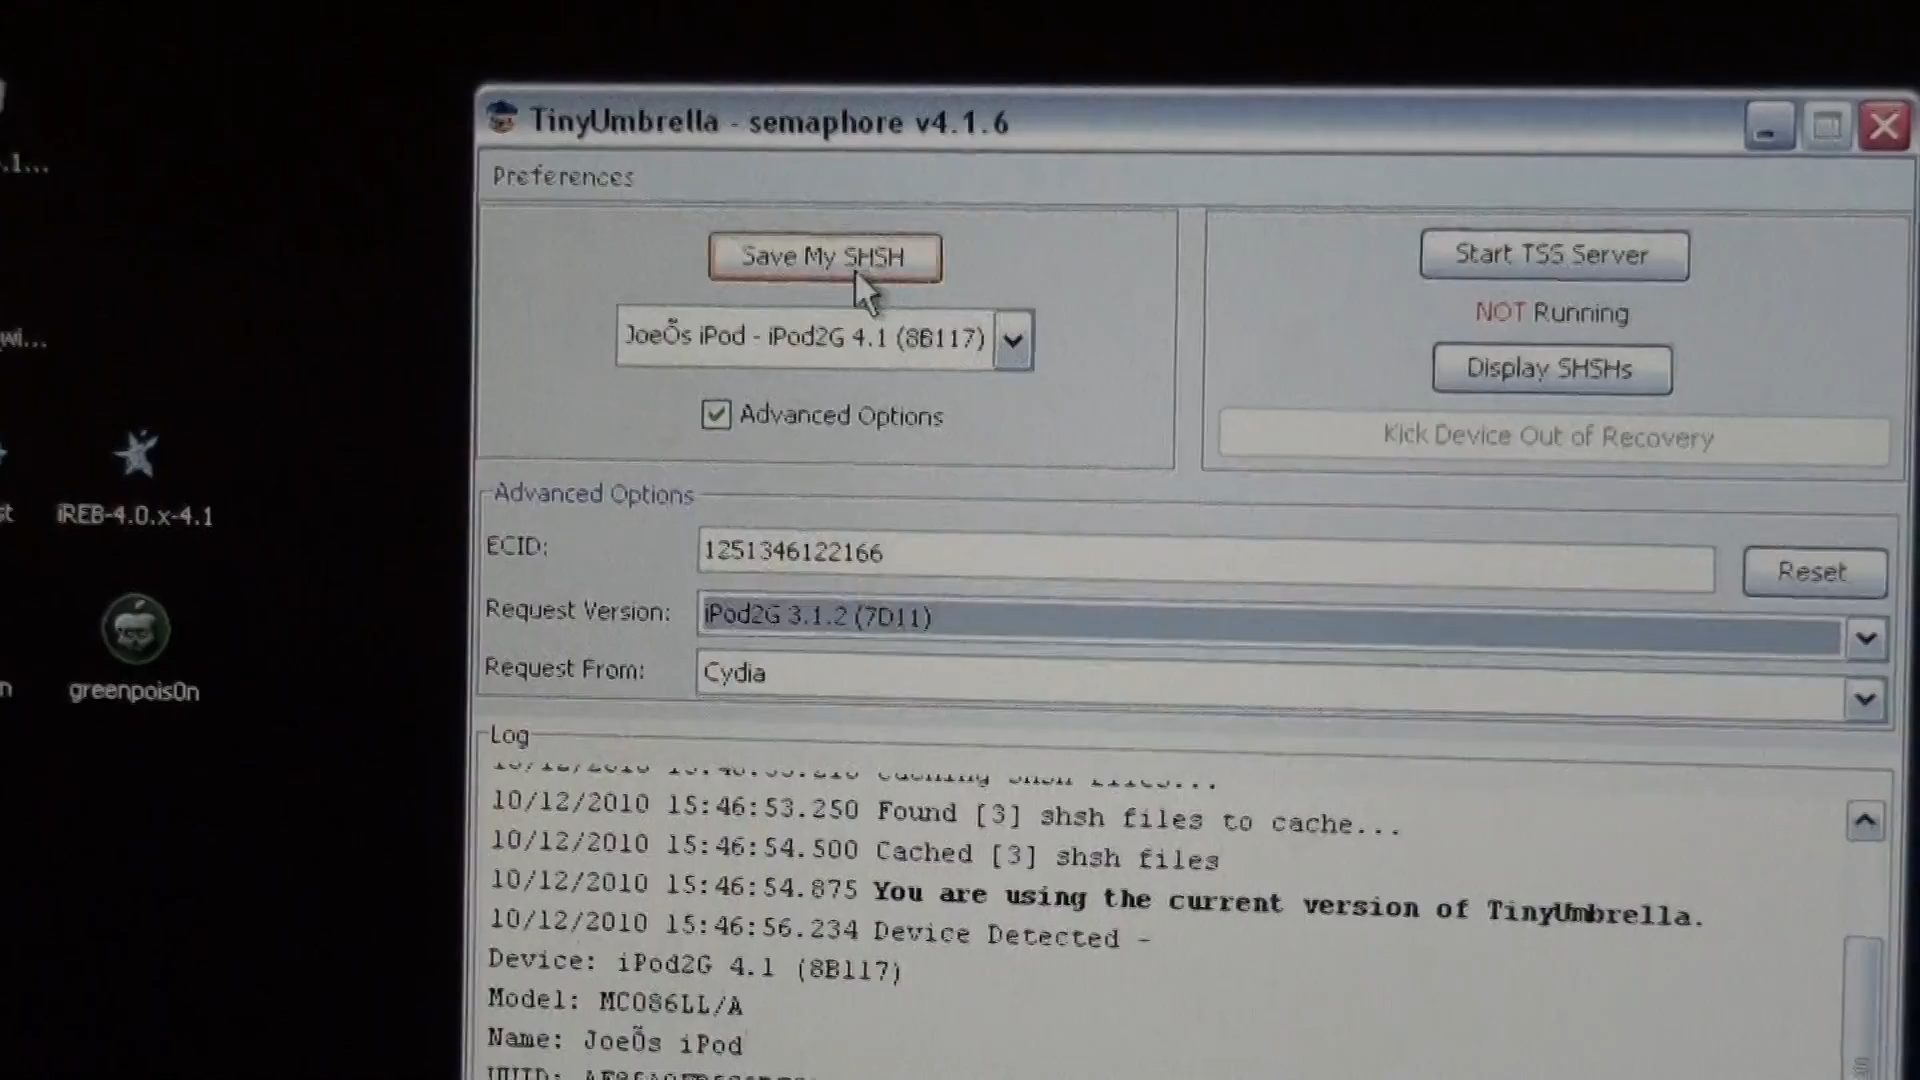 TinyUmbrella - semaphore v4.1.6
Preferences
Save My SHSH
JoeÕs iPod - iPod2G 4.1 (8B117)
Advanced Options
Start TSS Server
NOT Running
Display SHSHs
Kick Device Out of Recovery
Advanced Options
ECID:
1251346122166
Reset
Request Version:
iPod2G 3.1.2 (7D11)
Request From:
Cydia
Log
10/12/2010 15:46:53.250 Found [3] shsh files to cache...
10/12/2010 15:46:54.500 Cached [3] shsh files
10/12/2010 15:46:54.875 You are using the current version of TinyUmbrella.
10/12/2010 15:46:56.234 Device Detected -
Device: iPod2G 4.1 (8B117)
Model: MC086LL/A
Name: JoeÕs iPod
UUID:
.1...
wi...
iREB-4.0.x-4.1
greenpois0n